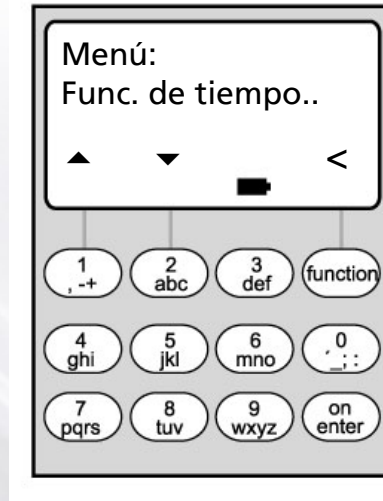 Menú:
Func. de tiempo..
<
1 2 3 function
, -+ abc def
4 5 6 0
ghi jkl mno ´_; :
7 8 9 on
pqrs tuv wxyz enter